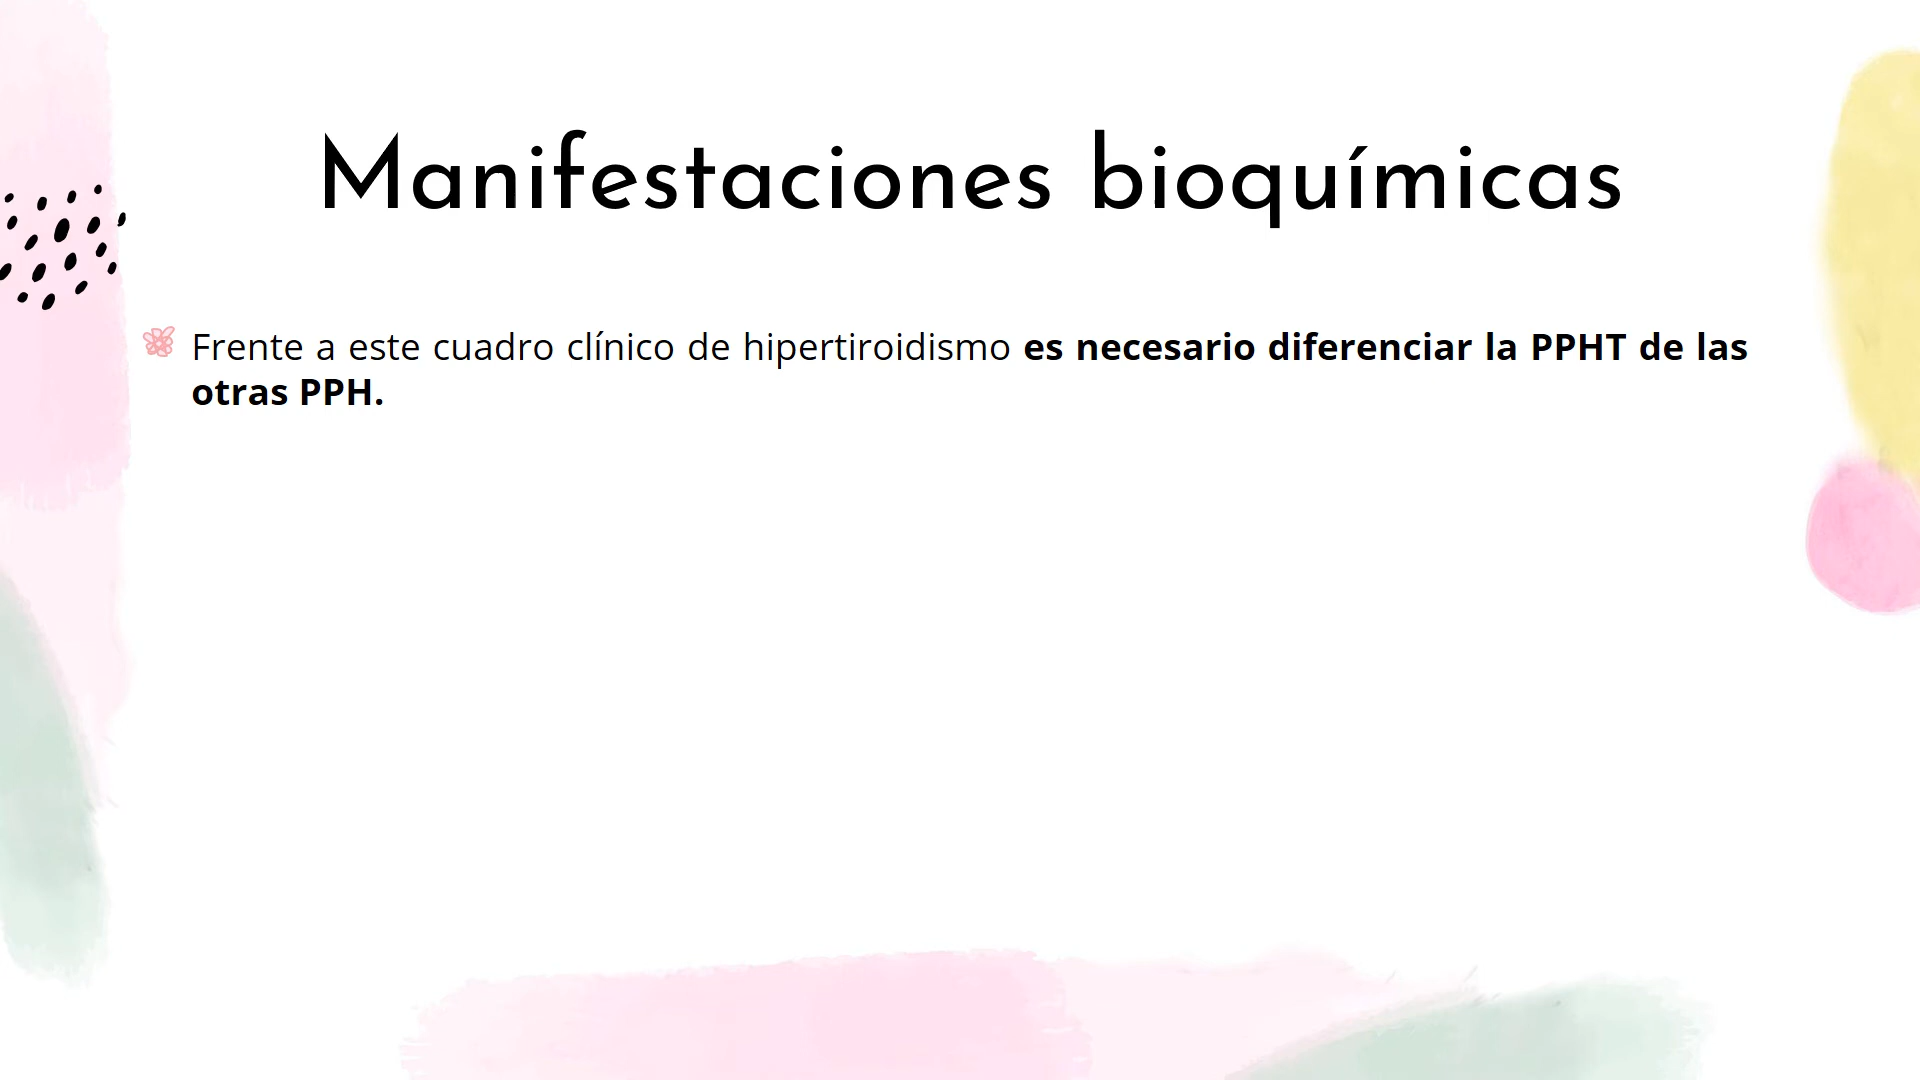 Manifestaciones bioquímicas
Frente a este cuadro clínico de hipertiroidismo es necesario diferenciar la PPHT de las
otras PPH.